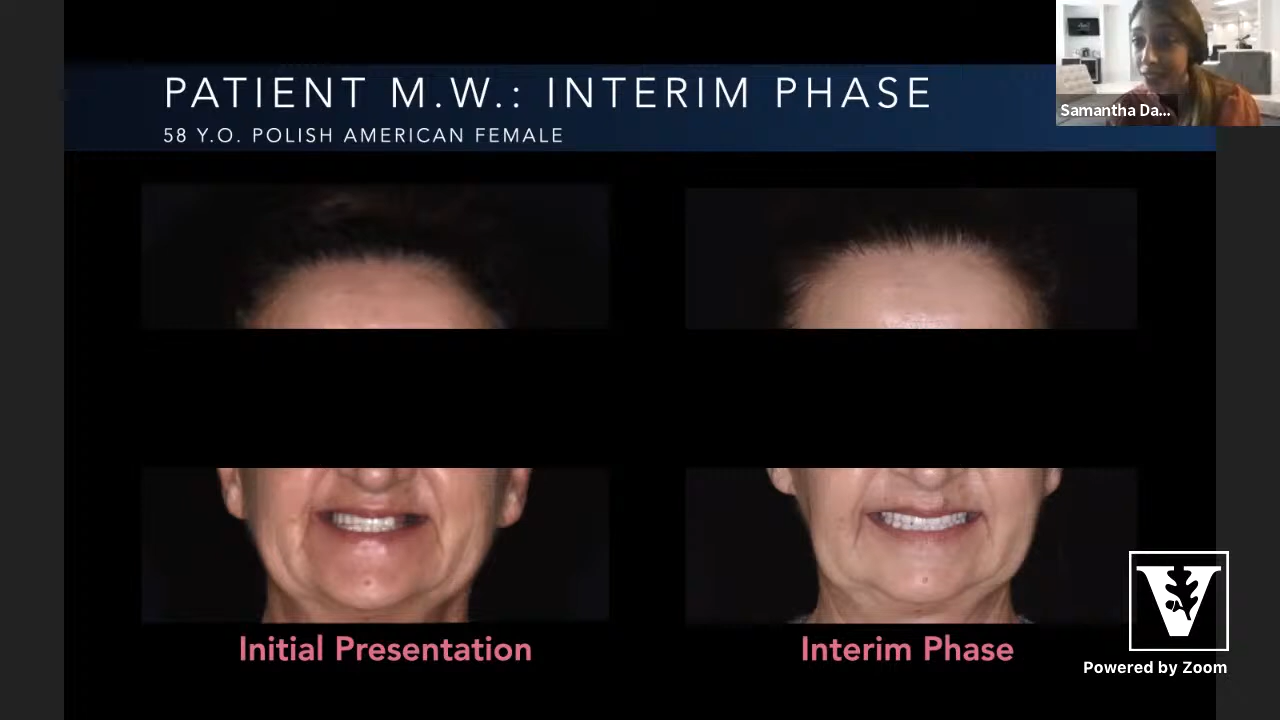 PATIENT M.W.: INTERIM PHASE
58 Y.O. POLISH AMERICAN FEMALE
Samantha Da...
Initial Presentation
Interim Phase
V
Powered by Zoom